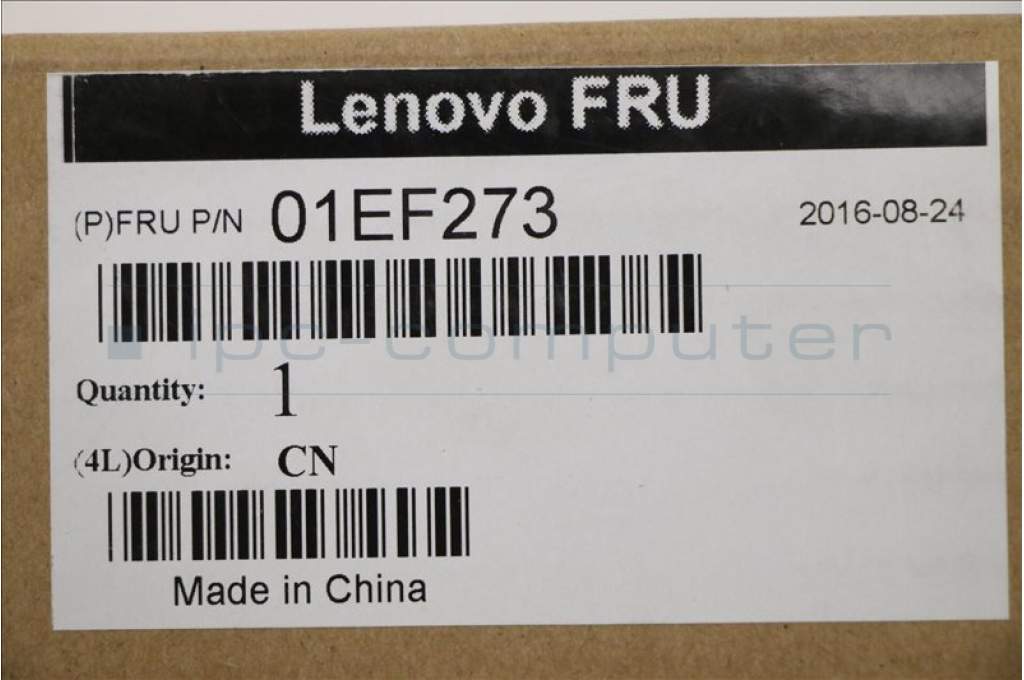 Lenovo FRU
(P)FRU P/N 01EF273 2016-08-24
ipc-computer
Quantity: 1
(4L)Origin: CN
Made in China